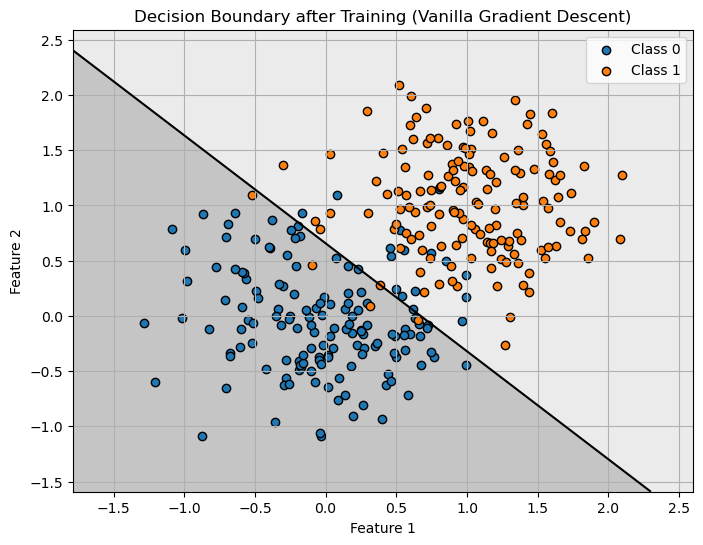 Decision Boundary after Training (Vanilla Gradient Descent)
Class 0
Class 1
2.5
2.0
1.5
1.0
0.5
0.0
−0.5
−1.0
−1.5
Feature 2
−1.5 −1.0 −0.5 0.0 0.5 1.0 1.5 2.0 2.5
Feature 1